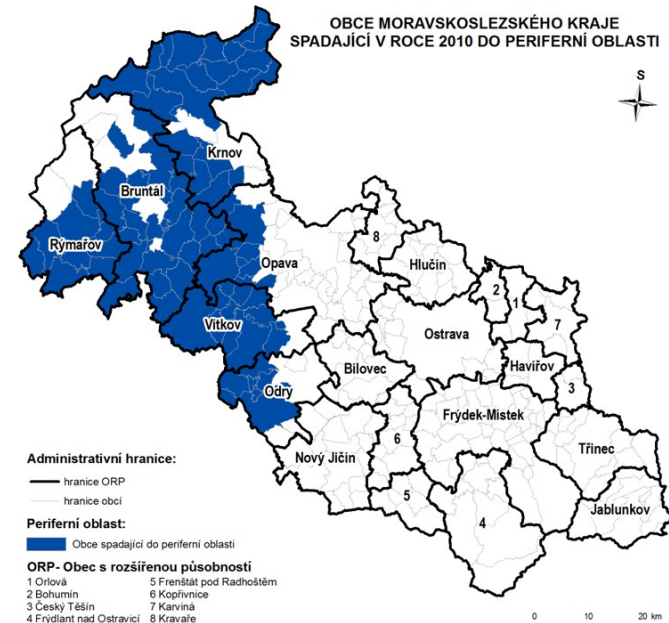 OBCE MORAVSKOSLEZSKÉHO KRAJE
SPADAJÍCÍ V ROCE 2010 DO PERIFERNÍ OBLASTI
S
Krnov
Bruntál
Rýmařov
8
Opava
Hlučín
2
1
7
Vítkov
Ostrava
Bílovec
Havířov
3
Odry
Frýdek-Místek
6
Nový Jičín
Třinec
5
4
Jablunkov
Administrativní hranice:
hranice ORP
hranice obcí
Periferní oblast:
Obce spadající do periferní oblasti
ORP- Obec s rozšířenou působností
1 Orlová 5 Frenštát pod Radhoštěm
2 Bohumín 6 Kopřivnice
3 Český Těšín 7 Karviná
4 Frýdlant nad Ostravicí 8 Kravaře
0 10 20 km